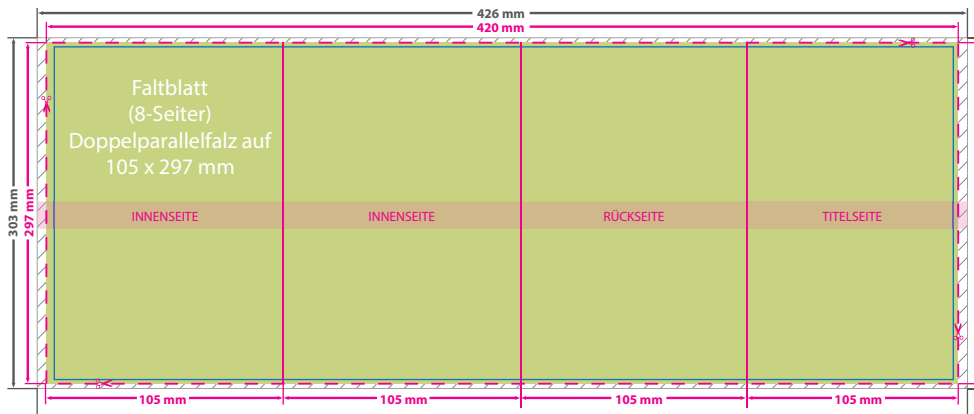 426 mm
420 mm
303 mm
297 mm
Faltblatt
(8-Seiter)
Doppelparallelfalz auf
105 x 297 mm
INNENSEITE
INNENSEITE
RÜCKSEITE
TITELSEITE
105 mm
105 mm
105 mm
105 mm